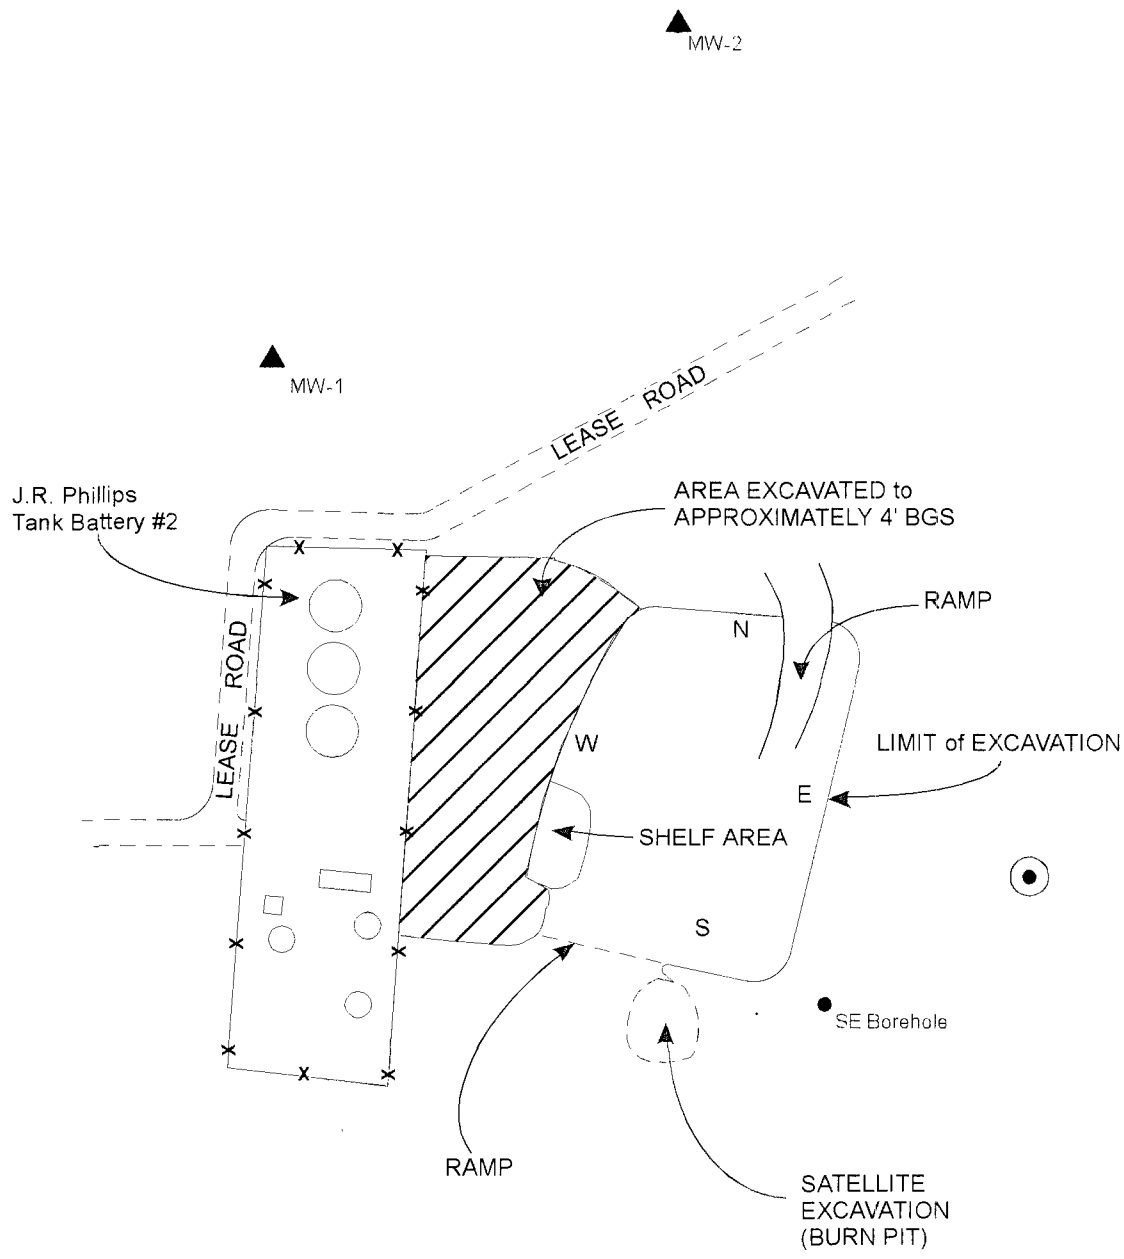 MW-2
MW-1
LEASE ROAD
J.R. Phillips
Tank Battery #2
AREA EXCAVATED to
APPROXIMATELY 4' BGS
RAMP
N
LEASE ROAD
W
LIMIT of EXCAVATION
E
SHELF AREA
S
SE Borehole
RAMP
SATELLITE
EXCAVATION
(BURN PIT)